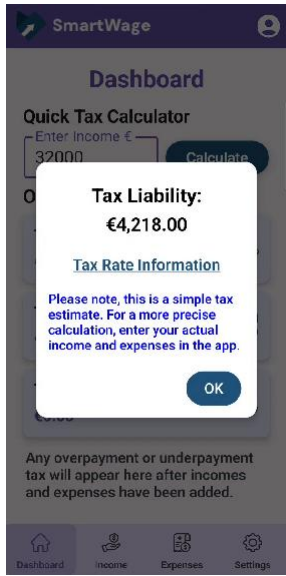 SmartWage
Dashboard
Quick Tax Calculator
Enter Income €
32000
Calculate
O
Tax Liability:
€4,218.00
Tax Rate Information
Please note, this is a simple tax
estimate. For a more precise
calculation, enter your actual
income and expenses in the app.
OK
€0.00
Any overpayment or underpayment
tax will appear here after incomes
and expenses have been added.
Dashboard
Income
Expenses
Settings